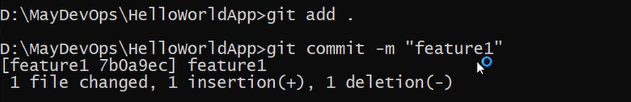 D:\MayDevOps\HelloWorldApp>git add .
D:\MayDevOps\HelloWorldApp>git commit -m "feature1"
[feature1 7b0a9ec] feature1
 1 file changed, 1 insertion(+), 1 deletion(-)